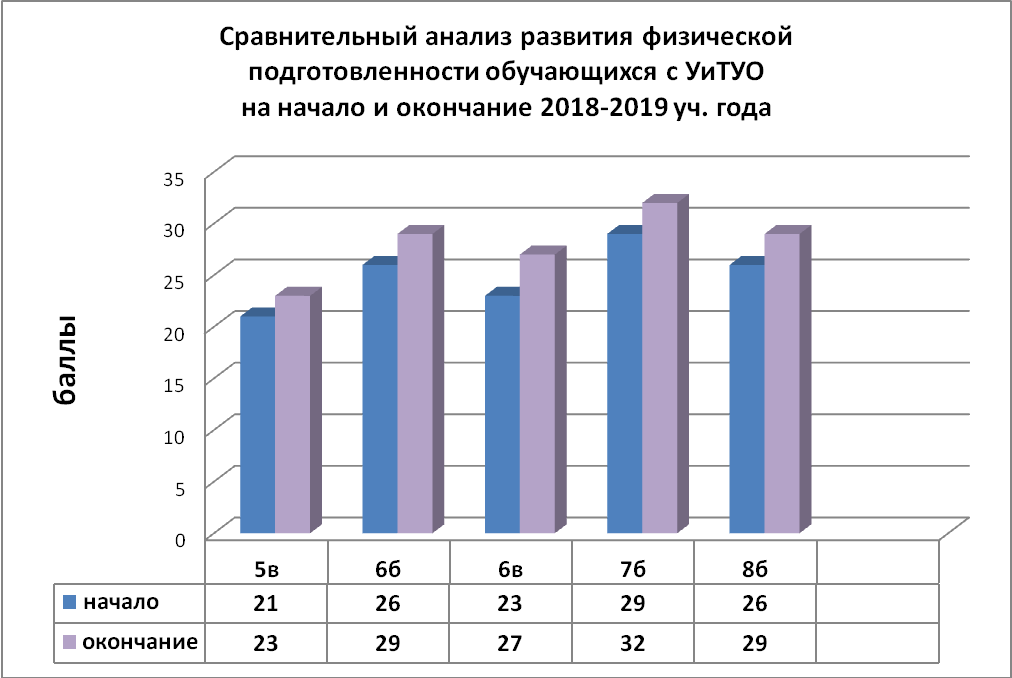 Сравнительный анализ развития физической
подготовленности обучающихся с УиТУО
на начало и окончание 2018-2019 уч. года
баллы
35
30
25
20
15
10
5
0
5в 6б 6в 7б 8б
начало 21 26 23 29 26
окончание 23 29 27 32 29